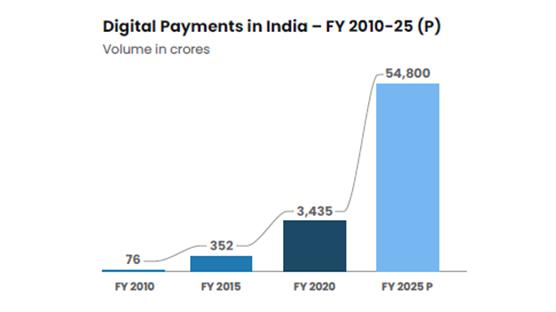 Digital Payments in India – FY 2010-25 (P)
Volume in crores
54,800
3,435
352
76
FY 2010 FY 2015 FY 2020 FY 2025 P